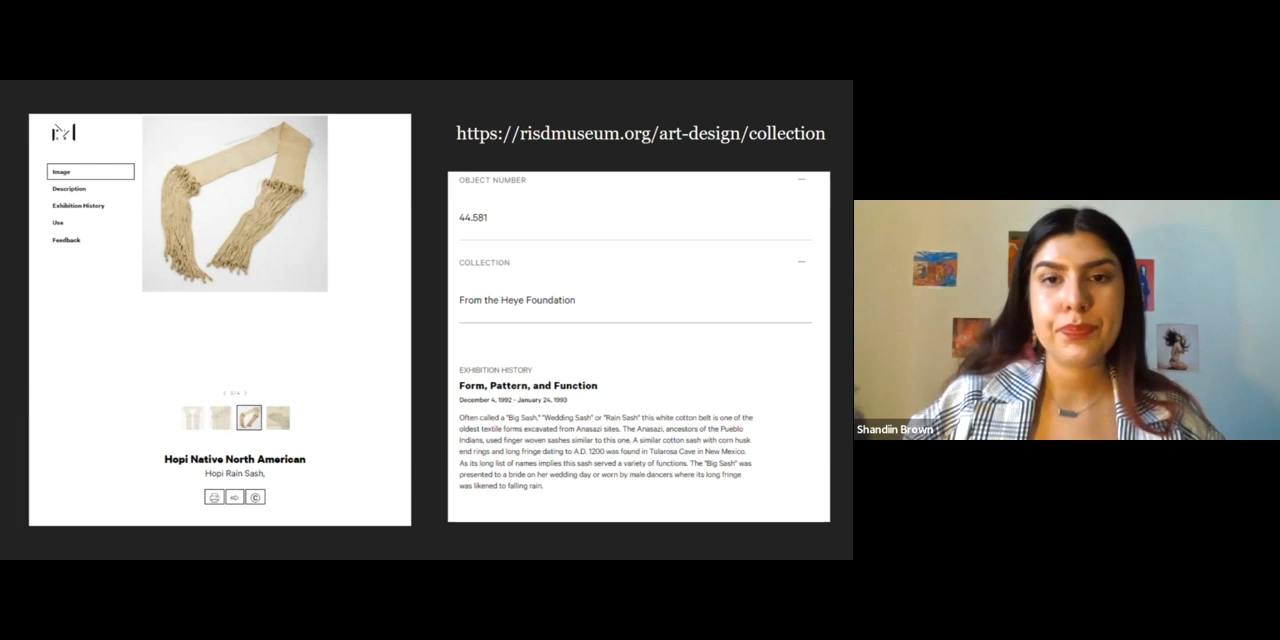 Image
Description
Exhibition History
Use
Feedback
< 3/4 >
Hopi Native North American
Hopi Rain Sash,
https://risdmuseum.org/art-design/collection
OBJECT NUMBER
44.581
COLLECTION
From the Heye Foundation
EXHIBITION HISTORY
Form, Pattern, and Function
December 4, 1992 - January 24, 1993
Often called a "Big Sash," "Wedding Sash" or "Rain Sash" this white cotton belt is one of the
oldest textile forms excavated from Anasazi sites. The Anasazi, ancestors of the Pueblo
Indians, used finger woven sashes similar to this one. A similar cotton sash with corn husk
end rings and long fringe dating to A.D. 1200 was found in Tularosa Cave in New Mexico.
As its long list of names implies this sash served a variety of functions. The "Big Sash" was
presented to a bride on her wedding day or worn by male dancers where its long fringe
was likened to falling rain.
Shandiin Brown